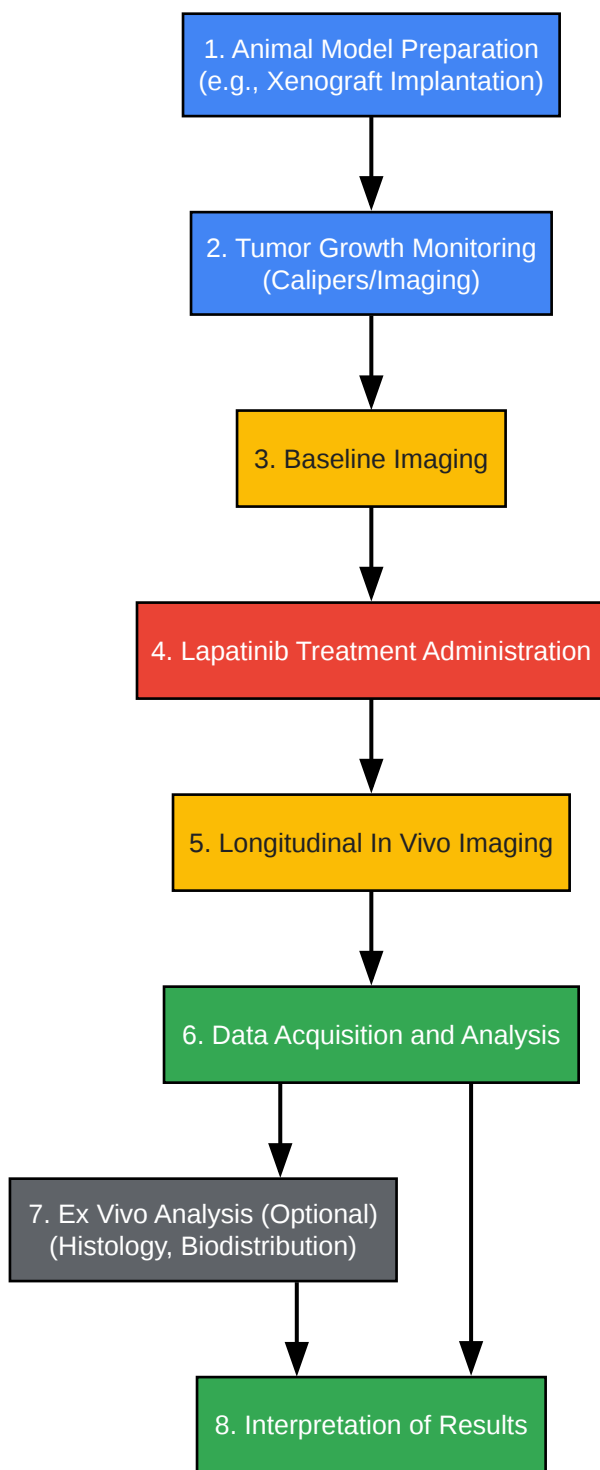 1. Animal Model Preparation
(e.g., Xenograft Implantation)
2. Tumor Growth Monitoring
(Calipers/Imaging)
3. Baseline Imaging
4. Lapatinib Treatment Administration
5. Longitudinal In Vivo Imaging
6. Data Acquisition and Analysis
7. Ex Vivo Analysis (Optional)
(Histology, Biodistribution)
8. Interpretation of Results